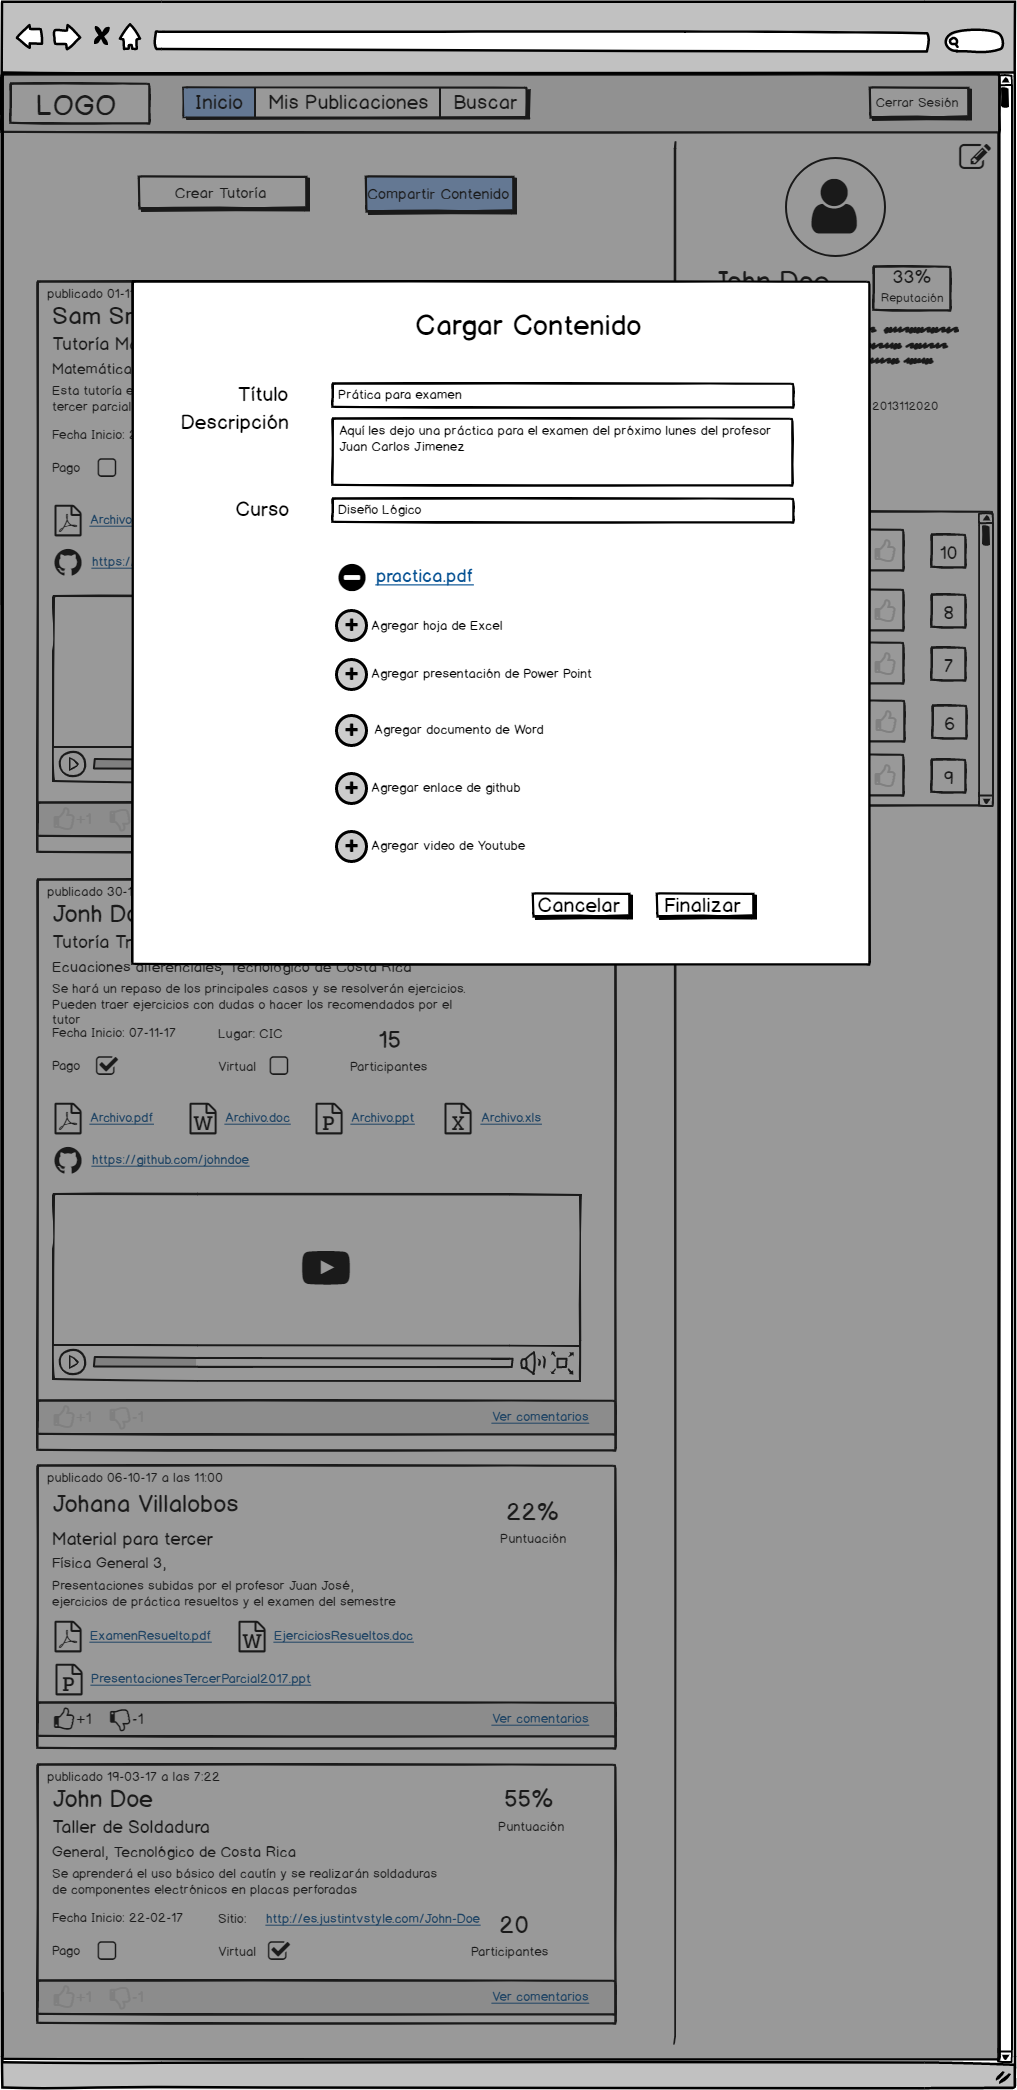 LOGO
Inicio
Mis Publicaciones
Buscar
Cerrar Sesión
Crear Tutoría
Compartir Contenido
33%
Reputación
2013112020
10
8
7
6
9
publicado 01-1
Sam
Tutoría
Matemática
Esta tutoría
tercer parcial
Fecha Inicio:
Pago
Archivo
https:/
+1
Cargar Contenido
Título
Prática para examen
Descripción
Aquí les dejo una práctica para el examen del próximo lunes del profesor
Juan Carlos Jimenez
Curso
Diseño Lógico
practica.pdf
Agregar hoja de Excel
Agregar presentación de Power Point
Agregar documento de Word
Agregar enlace de github
Agregar video de Youtube
Cancelar
Finalizar
publicado 30-
Jonh
Tutoría
Ecuaciones diferenciales, Tecnológico de Costa Rica
Se hará un repaso de los principales casos y se resolverán ejercicios.
Pueden traer ejercicios con dudas o hacer los recomendados por el
tutor
Fecha Inicio: 07-11-17 Lugar: CIC 15
Pago Virtual Participantes
Archivo.pdf Archivo.doc Archivo.ppt Archivo.xls
https://github.com/johndoe
+1 -1 Ver comentarios
publicado 06-10-17 a las 11:00
Johana Villalobos 22%
Material para tercer Puntuación
Física General 3,
Presentaciones subidas por el profesor Juan José,
ejercicios de práctica resueltos y el examen del semestre
ExamenResuelto.pdf EjerciciosResueltos.doc
PresentacionesTercerParcial2017.ppt
+1 -1 Ver comentarios
publicado 19-03-17 a las 7:22
John Doe 55%
Taller de Soldadura Puntuación
General, Tecnológico de Costa Rica
Se aprenderá el uso básico del cautín y se realizarán soldaduras
de componentes electrónicos en placas perforadas
Fecha Inicio: 22-02-17 Sitio: http://es.justintvstyle.com/John-Doe 20
Pago Virtual Participantes
+1 -1 Ver comentarios